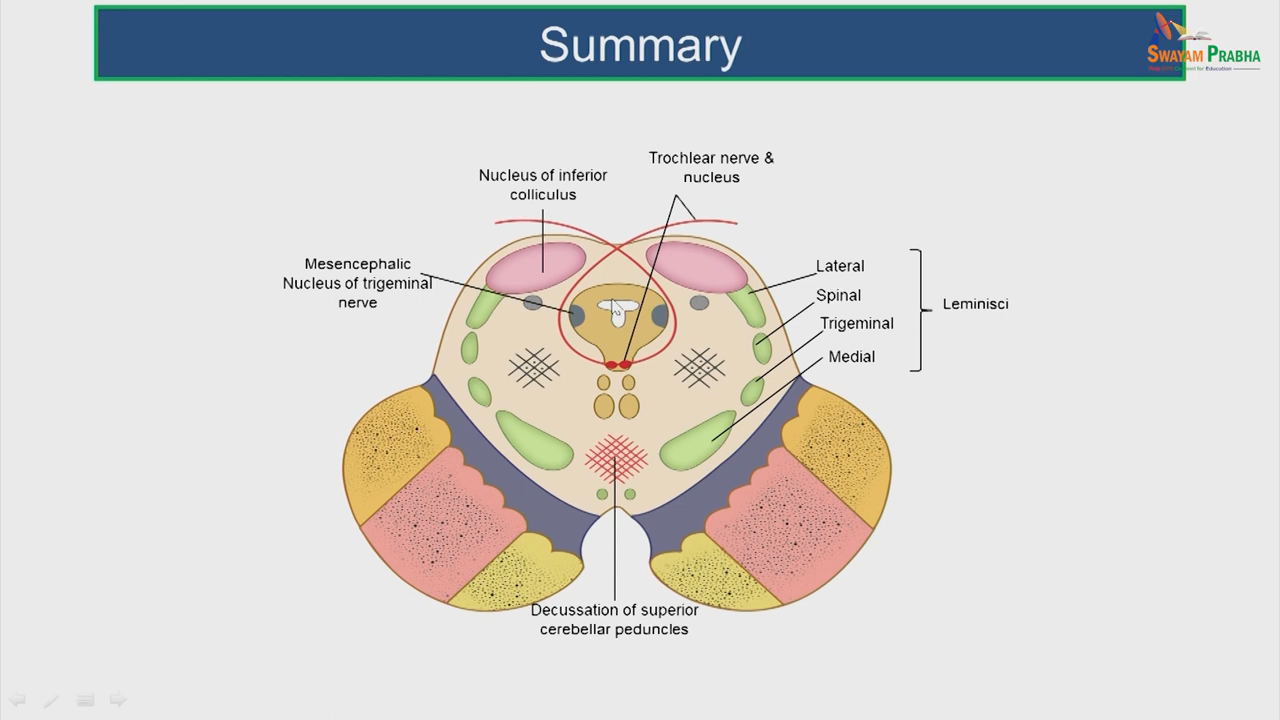 Summary
SWAYAM PRABHA
Trochlear nerve &
nucleus
Nucleus of inferior
colliculus
Mesencephalic
Nucleus of trigeminal
nerve
Lateral
Spinal
Trigeminal
Medial
Leminisci
Decussation of superior
cerebellar peduncles